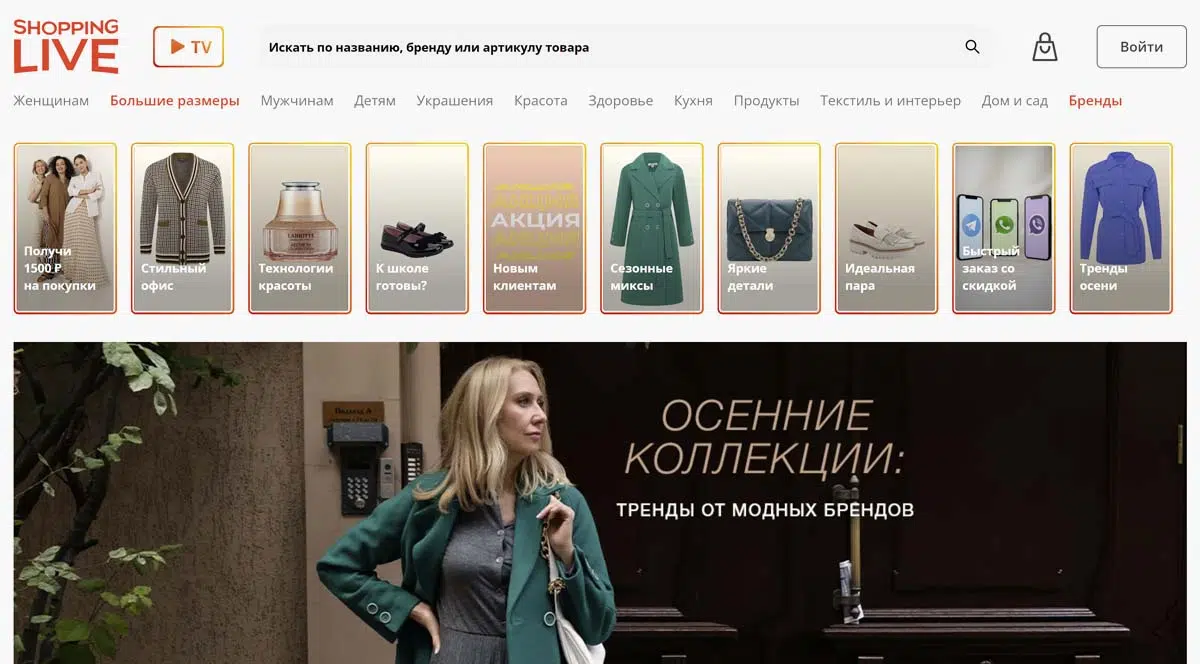 SHOPPING
LIVE
TV
Искать по названию, бренду или артикулу товара
Войти
Женщинам Большие размеры Мужчинам Детям Украшения Красота Здоровье Кухня Продукты Текстиль и интерьер Дом и сад Бренды
Получи
1500 ₽
на покупки
Стильный
офис
Технологии
красоты
К школе
готовы?
АКЦИЯ
Новым
клиентам
Сезонные
миксы
Яркие
детали
Идеальная
пара
Быстрый
заказ со
скидкой
Тренды
осени
ОСЕННИЕ
КОЛЛЕКЦИИ:
ТРЕНДЫ ОТ МОДНЫХ БРЕНДОВ